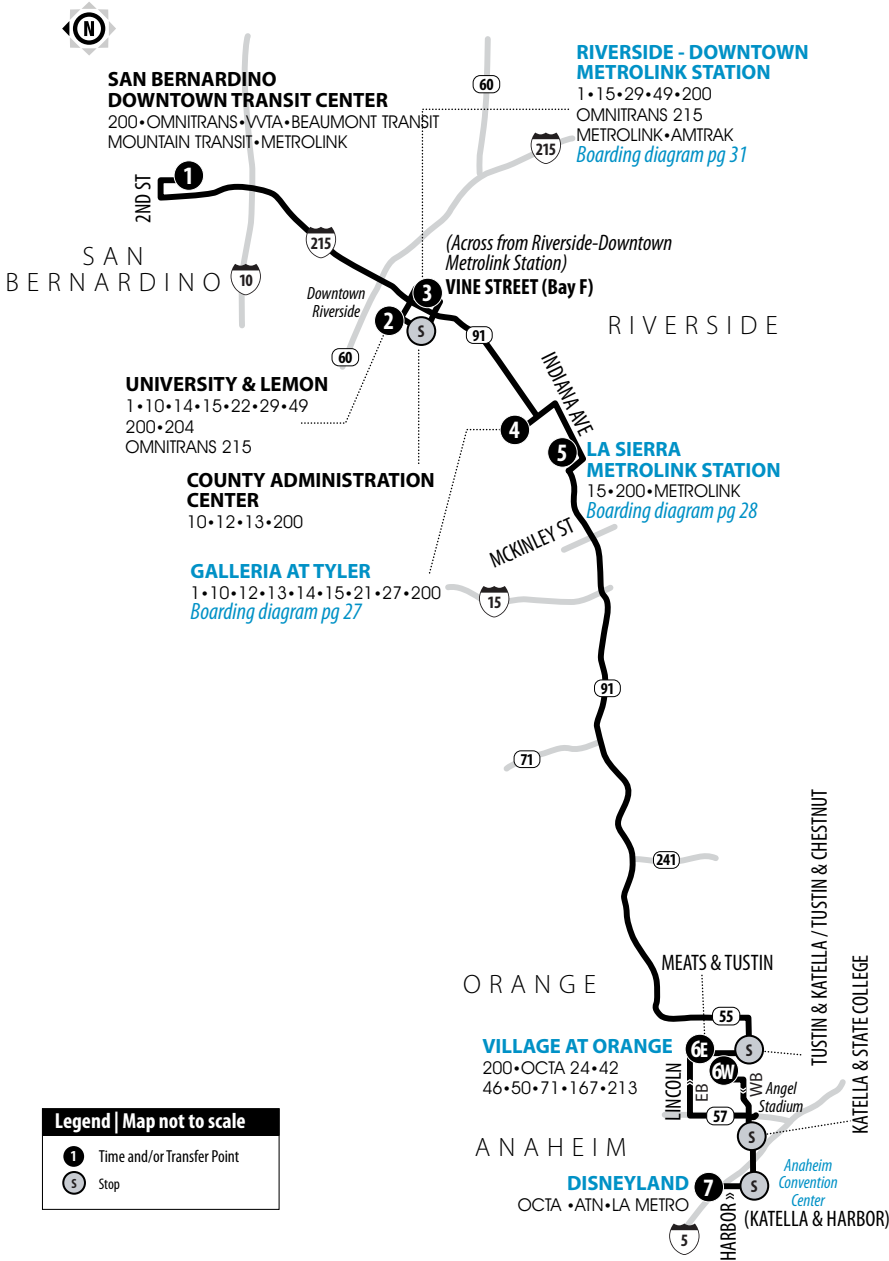 N
SAN BERNARDINO
DOWNTOWN TRANSIT CENTER
200•OMNITRANS•VVTA•BEAUMONT TRANSIT
MOUNTAIN TRANSIT•METROLINK
RIVERSIDE - DOWNTOWN
METROLINK STATION
1•15•29•49•200
OMNITRANS 215
METROLINK•AMTRAK
Boarding diagram pg 31
60
215
2ND ST
1
SAN
BERNARDINO
10
215
(Across from Riverside-Downtown
Metrolink Station)
VINE STREET (Bay F)
3
Downtown
Riverside
2
S
60
91
RIVERSIDE
UNIVERSITY & LEMON
1•10•14•15•22•29•49
200•204
OMNITRANS 215
INDIANA AVE
4
5
LA SIERRA
METROLINK STATION
15•200•METROLINK
Boarding diagram pg 28
COUNTY ADMINISTRATION
CENTER
10•12•13•200
MCKINLEY ST
GALLERIA AT TYLER
1•10•12•13•14•15•21•27•200
Boarding diagram pg 27
15
91
71
241
TUSTIN & KATELLA / TUSTIN & CHESTNUT
MEATS & TUSTIN
ORANGE
55
KATELLA & STATE COLLEGE
VILLAGE AT ORANGE
200•OCTA 24•42
46•50•71•167•213
6E
S
6W
LINCOLN
EB
»
WB
»
Angel
Stadium
57
S
ANAHEIM
DISNEYLAND
OCTA •ATN•LA METRO
7
S
Anaheim
Convention
Center
(KATELLA & HARBOR)
HARBOR »
5
Legend | Map not to scale
1 Time and/or Transfer Point
S Stop